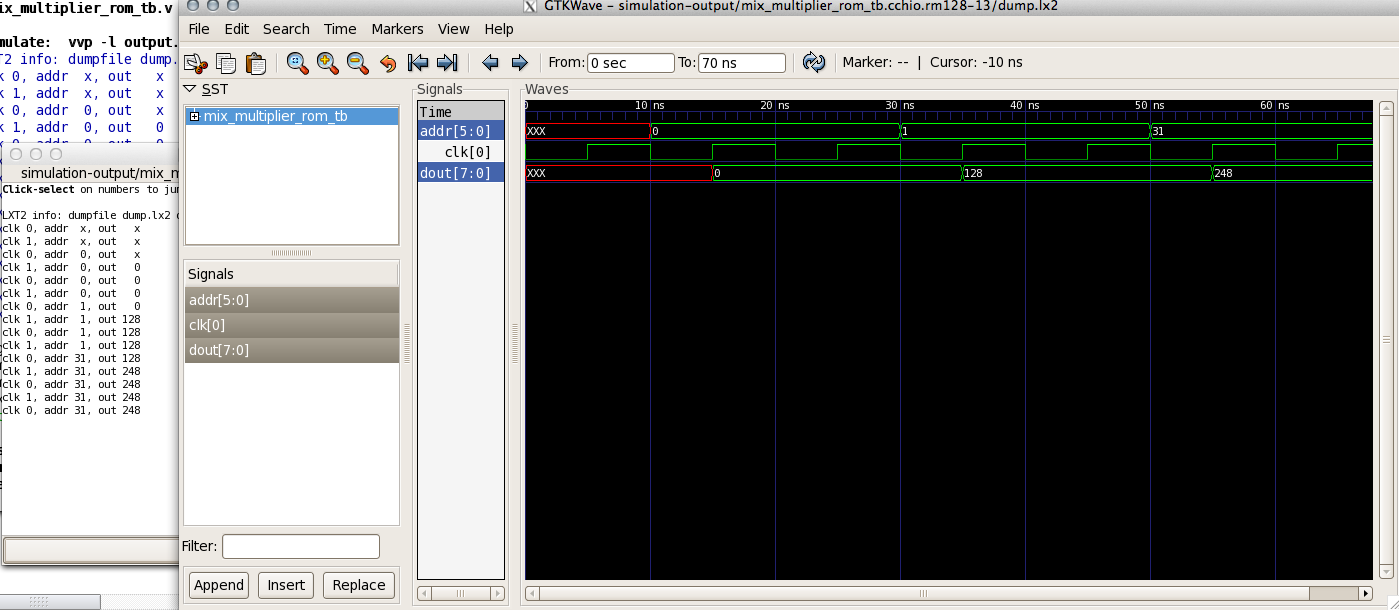 ix_multiplier_rom_tb.v
mulate: vvp -l output.
T2 info: dumpfile dump.
k 0, addr x, out x
k 1, addr x, out x
k 0, addr 0, out x
k 1, addr 0, out 0
simulation-output/mix_m
Click-select on numbers to jum
LXT2 info: dumpfile dump.lx2
clk 0, addr x, out x
clk 1, addr x, out x
clk 0, addr 0, out x
clk 1, addr 0, out 0
clk 0, addr 0, out 0
clk 1, addr 0, out 0
clk 0, addr 1, out 0
clk 1, addr 1, out 128
clk 0, addr 1, out 128
clk 1, addr 1, out 128
clk 0, addr 31, out 128
clk 1, addr 31, out 248
clk 0, addr 31, out 248
clk 1, addr 31, out 248
clk 0, addr 31, out 248
GTKWave - simulation-output/mix_multiplier_rom_tb.cchio.rm128-13/dump.lx2
File Edit Search Time Markers View Help
From: 0 sec To: 70 ns Marker: -- | Cursor: -10 ns
SST
mix_multiplier_rom_tb
Signals
addr[5:0]
clk[0]
dout[7:0]
Filter:
Append Insert Replace
Signals
Time
addr[5:0]
clk[0]
dout[7:0]
Waves
0 10 ns 20 ns 30 ns 40 ns 50 ns 60 ns
XXX 0 1 31
XXX 0 128 248